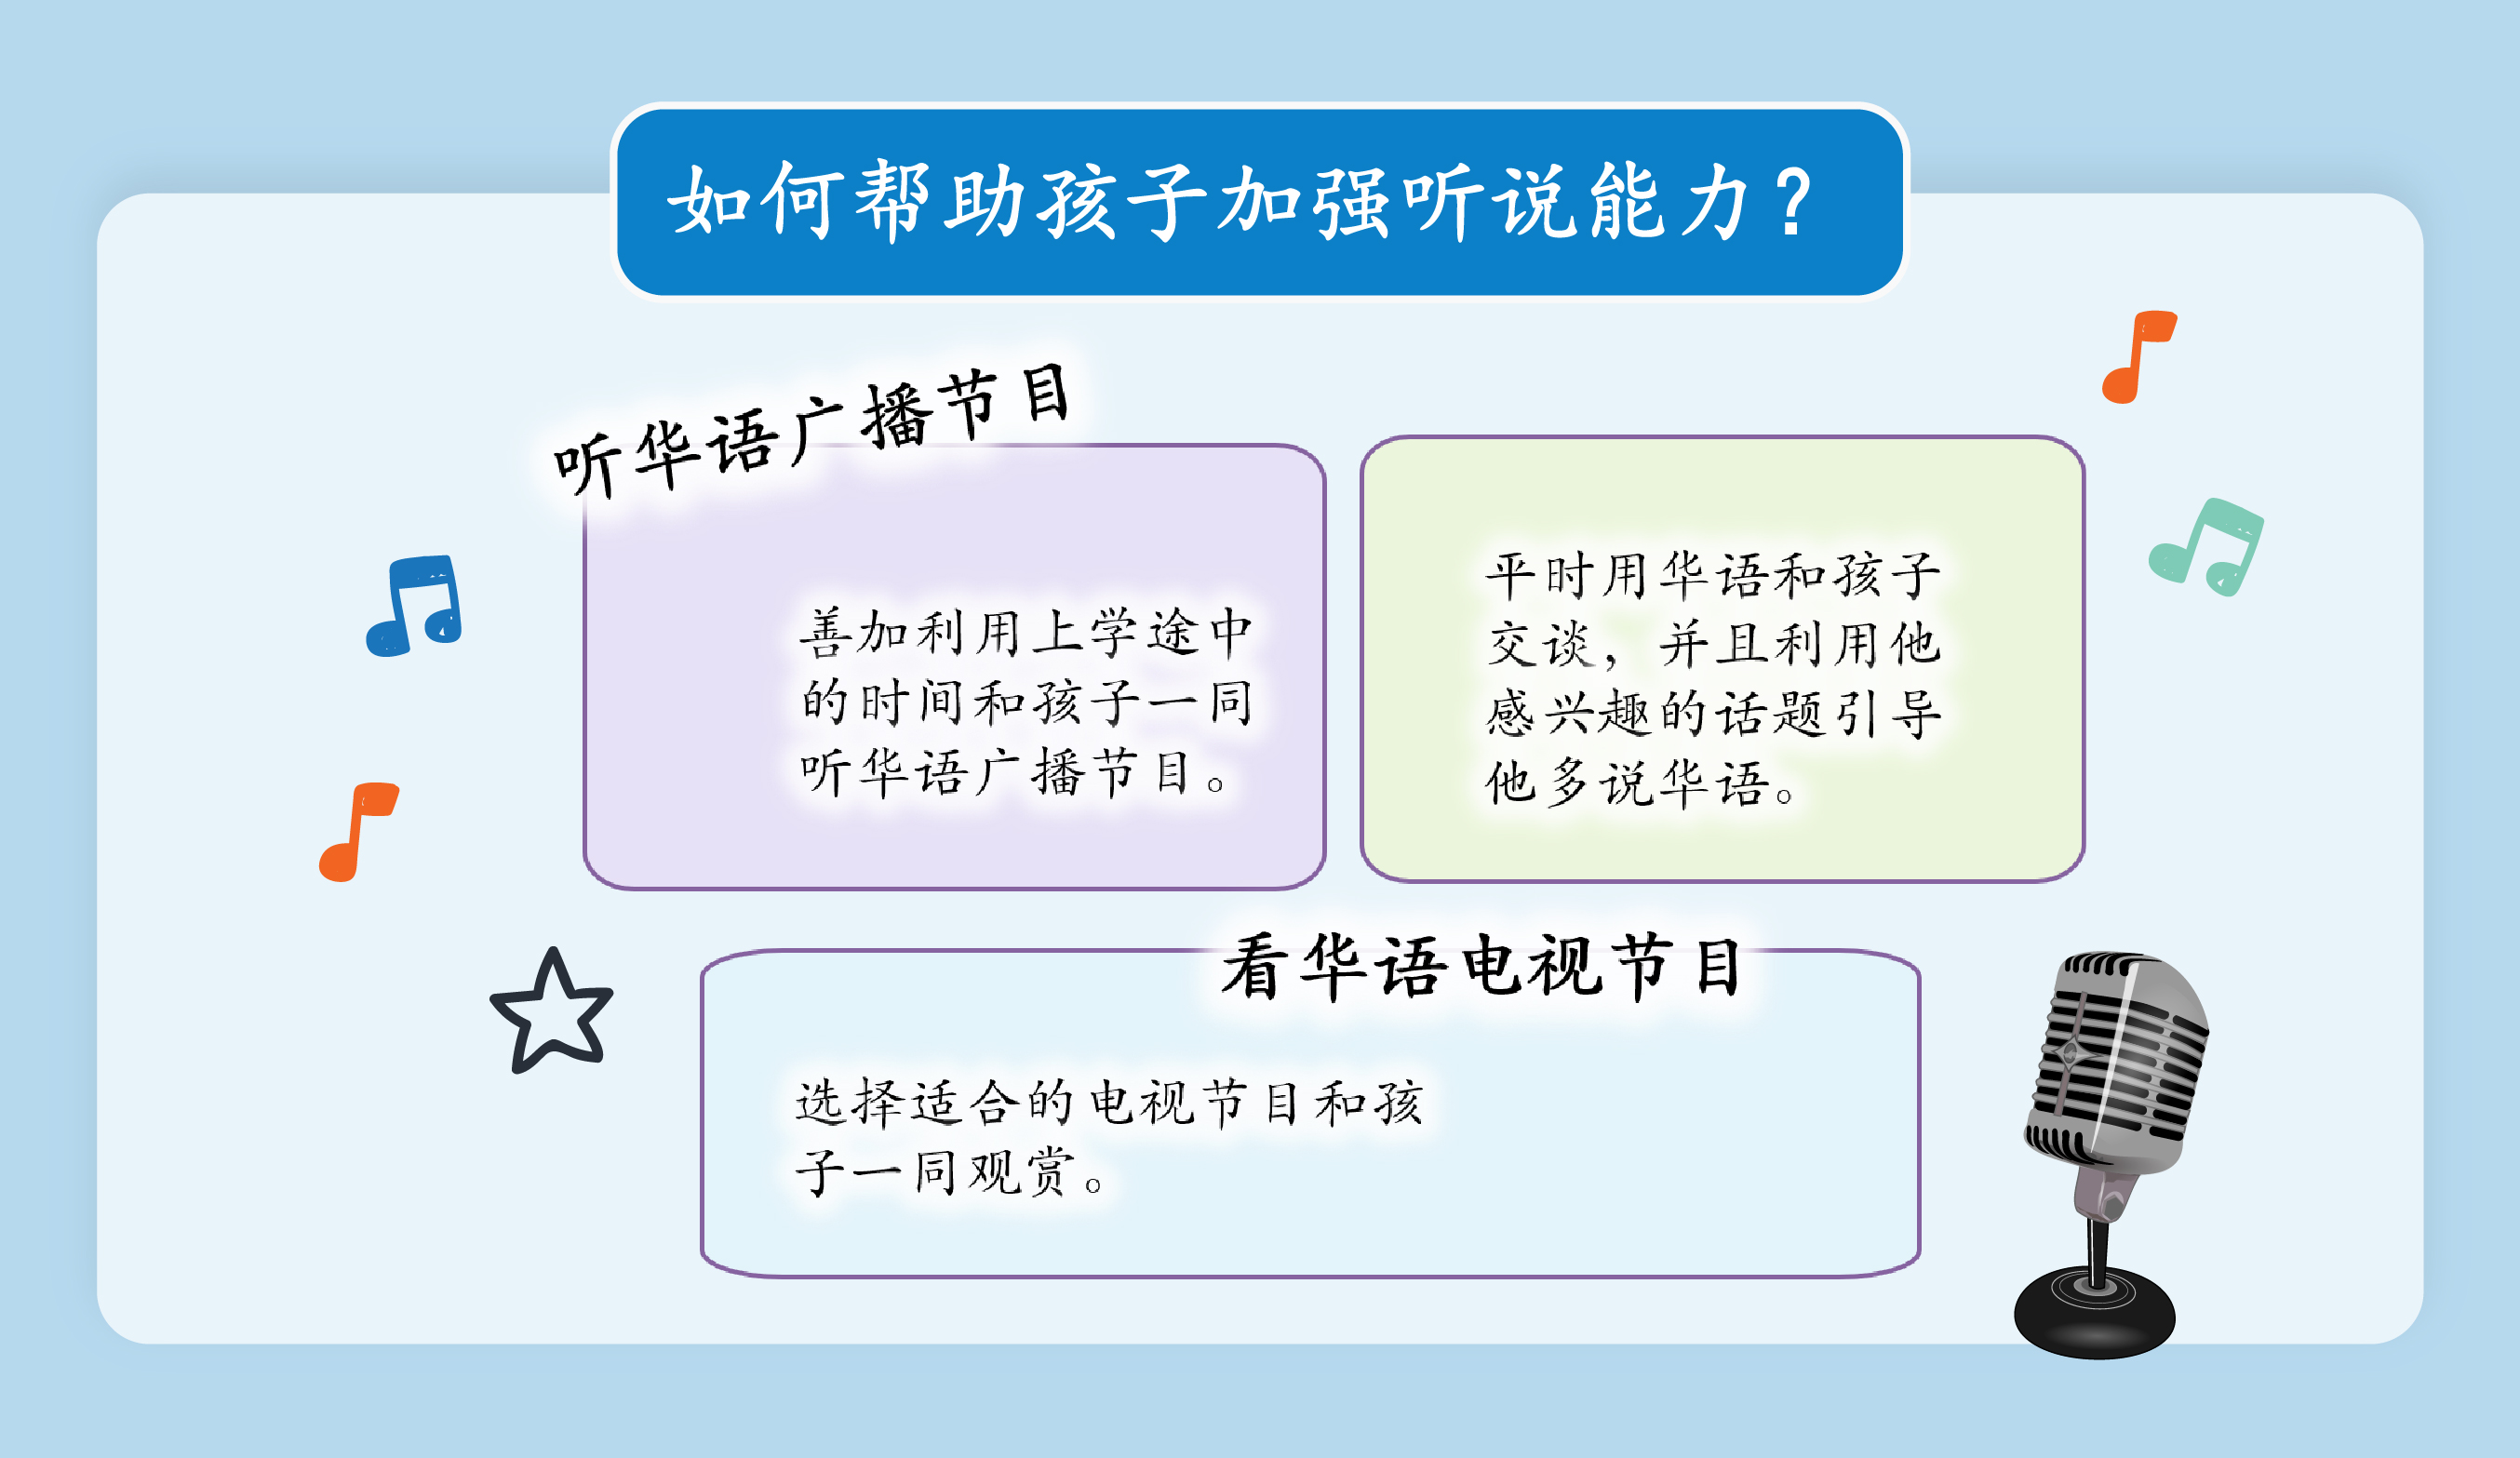 如何帮助孩子加强听说能力？
听华语广播节目
善加利用上学途中
的时间和孩子一同
听华语广播节目。
平时用华语和孩子
交谈，并且利用他
感兴趣的话题引导
他多说华语。
看华语电视节目
选择适合的电视节目和孩
子一同观赏。